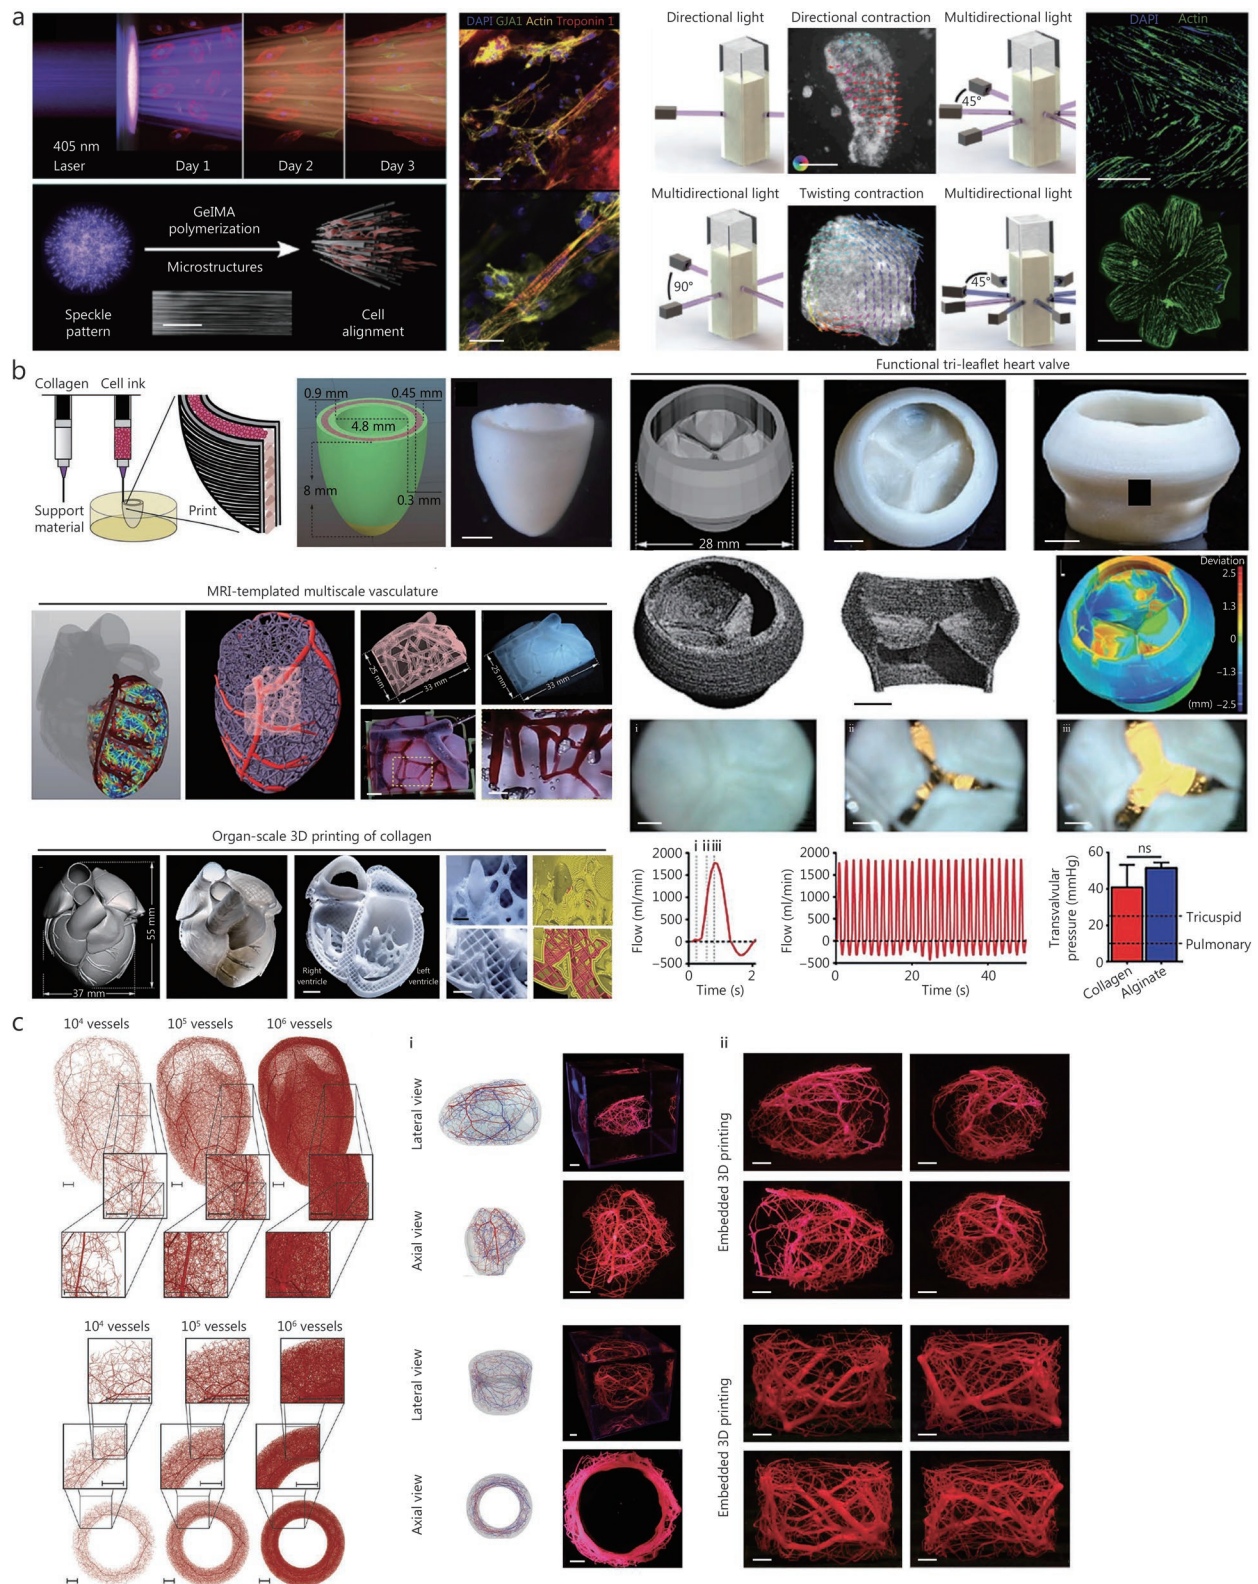 a
405 nm
Laser
Day 1
Day 2
Day 3
GelMA
polymerization
Microstructures
Speckle
pattern
Cell
alignment
DAPI GJA1 Actin Troponin I
Directional light
Directional contraction
Multidirectional light
45°
Multidirectional light
Twisting contraction
Multidirectional light
90°
45°
DAPI Actin
b
Collagen
Cell ink
Support
material
Print
0.9 mm
0.45 mm
4.8 mm
8 mm
0.3 mm
Functional tri-leaflet heart valve
28 mm
Deviation
2.5
1.3
0
−1.3
(mm) −2.5
MRI-templated multiscale vasculature
25 mm
33 mm
25 mm
33 mm
i
ii
iii
Organ-scale 3D printing of collagen
55 mm
37 mm
Right
ventricle
Left
ventricle
i ii iii
Flow (ml/min)
2000
1500
1000
500
0
−500
0
2
Time (s)
Flow (ml/min)
2000
1500
1000
500
0
−500
0
20
40
Time (s)
Transvalvular
pressure (mmHg)
60
40
20
0
ns
Tricuspid
Pulmonary
Collagen
Alginate
c
10⁴ vessels
10⁵ vessels
10⁶ vessels
i
ii
Lateral view
Axial view
Embedded 3D printing
10⁴ vessels
10⁵ vessels
10⁶ vessels
Lateral view
Axial view
Embedded 3D printing